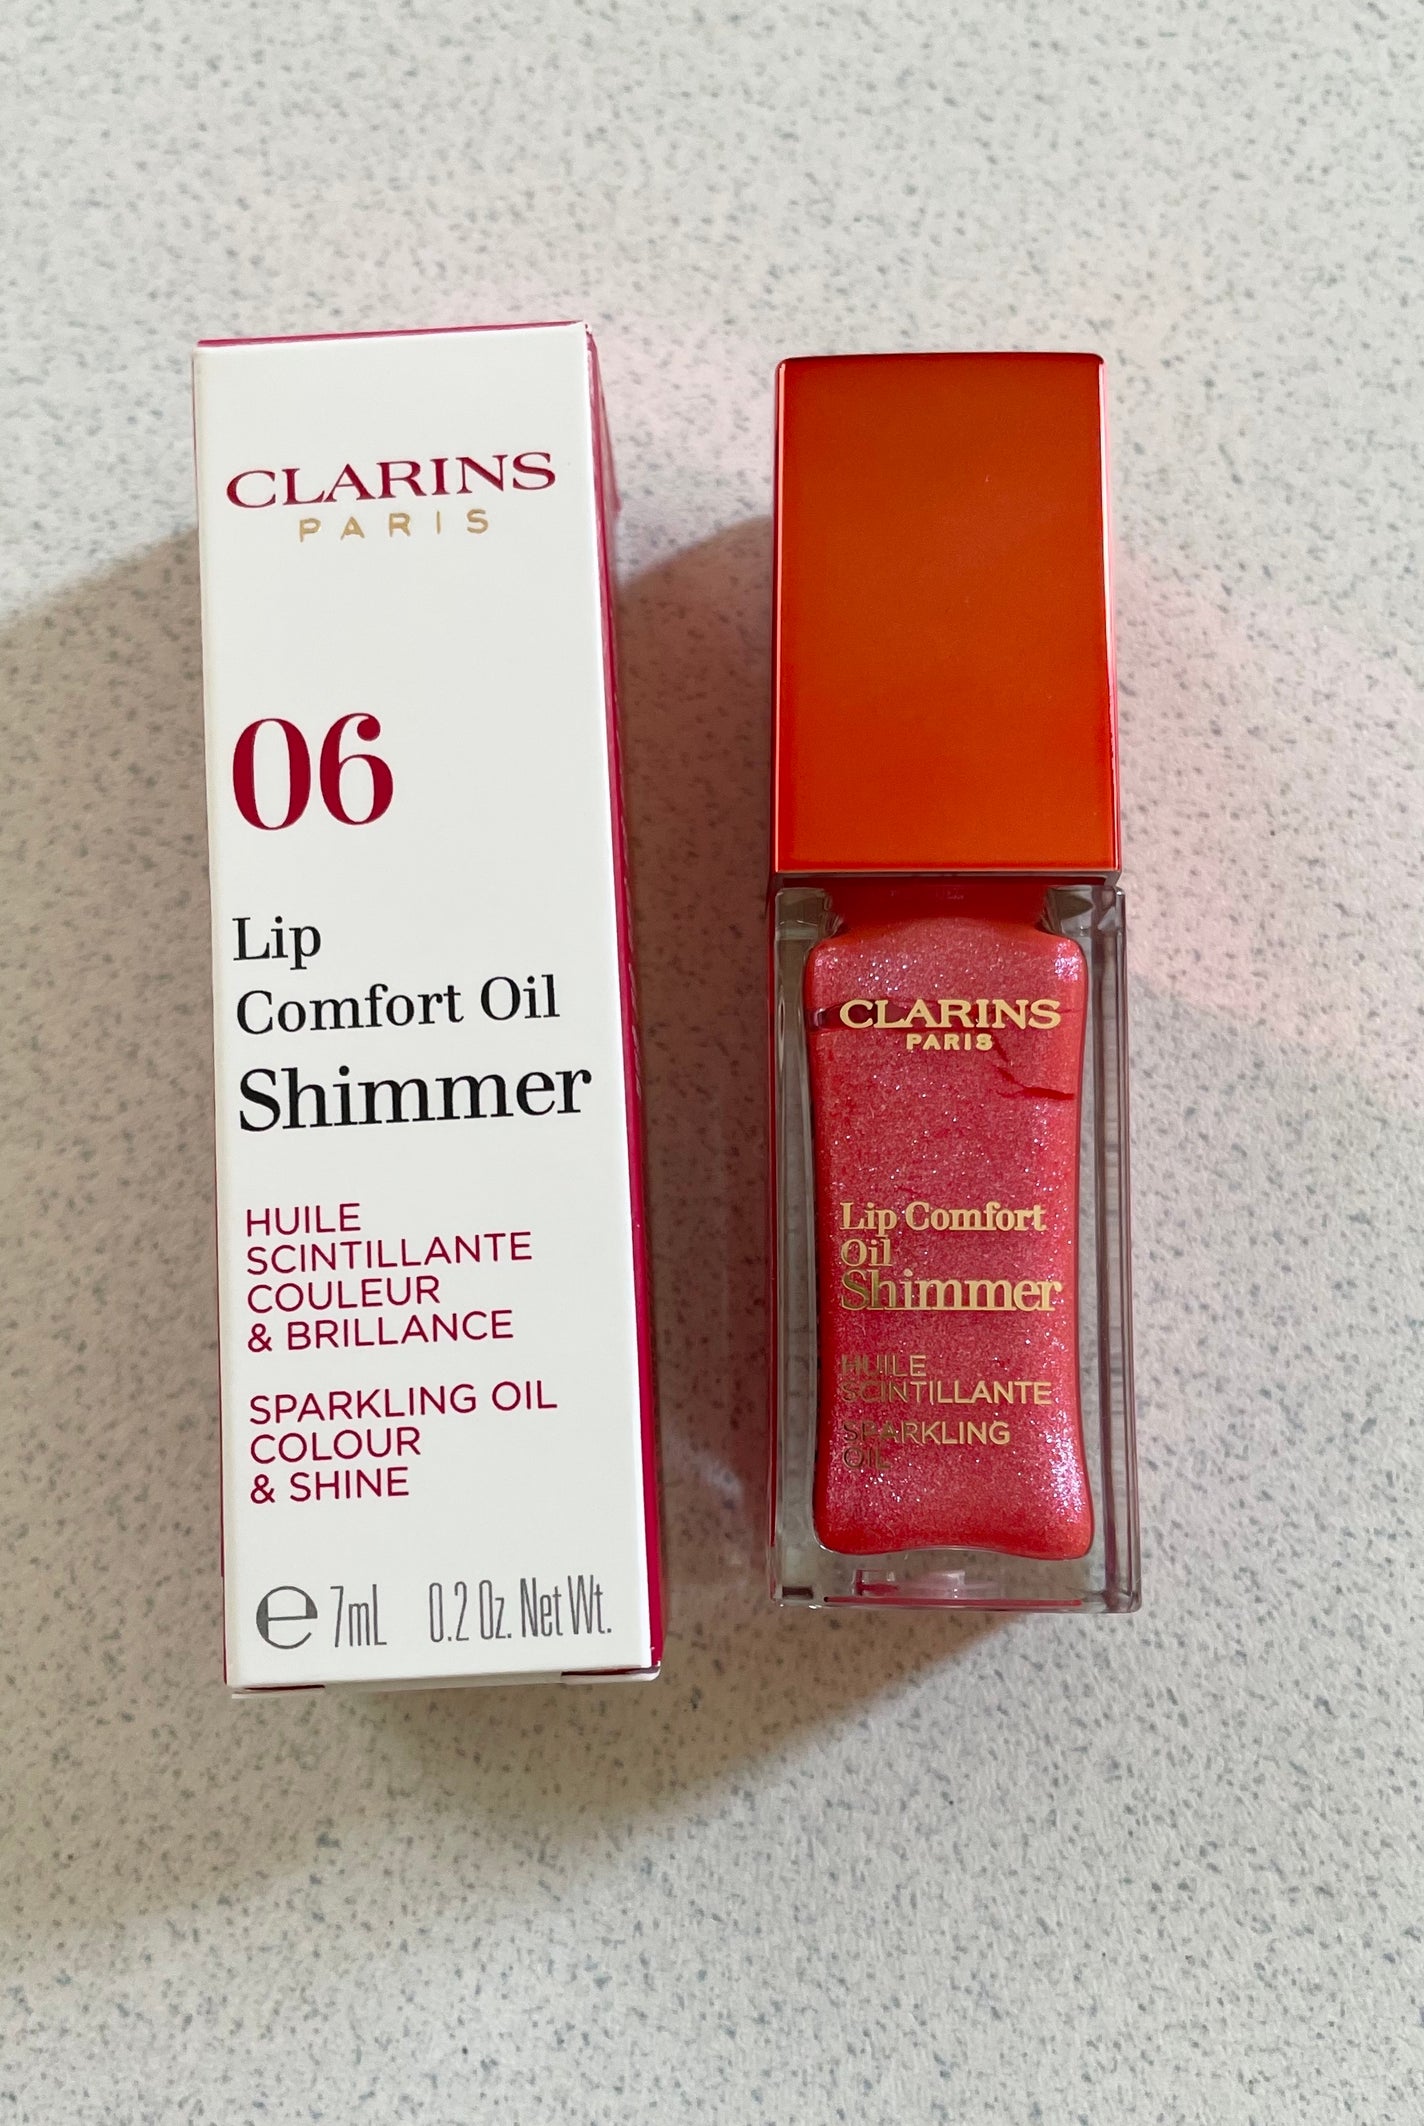 CLARINS
PARIS
06
Lip
Comfort Oil
Shimmer
HUILE
SCINTILLANTE
COULEUR
& BRILLANCE
SPARKLING OIL
COLOUR
& SHINE
e 7mL 0.2 Oz. Net Wt.
CLARINS
PARIS
Lip Comfort
Oil
Shimmer
HUILE
SCINTILLANTE
SPARKLING
OIL